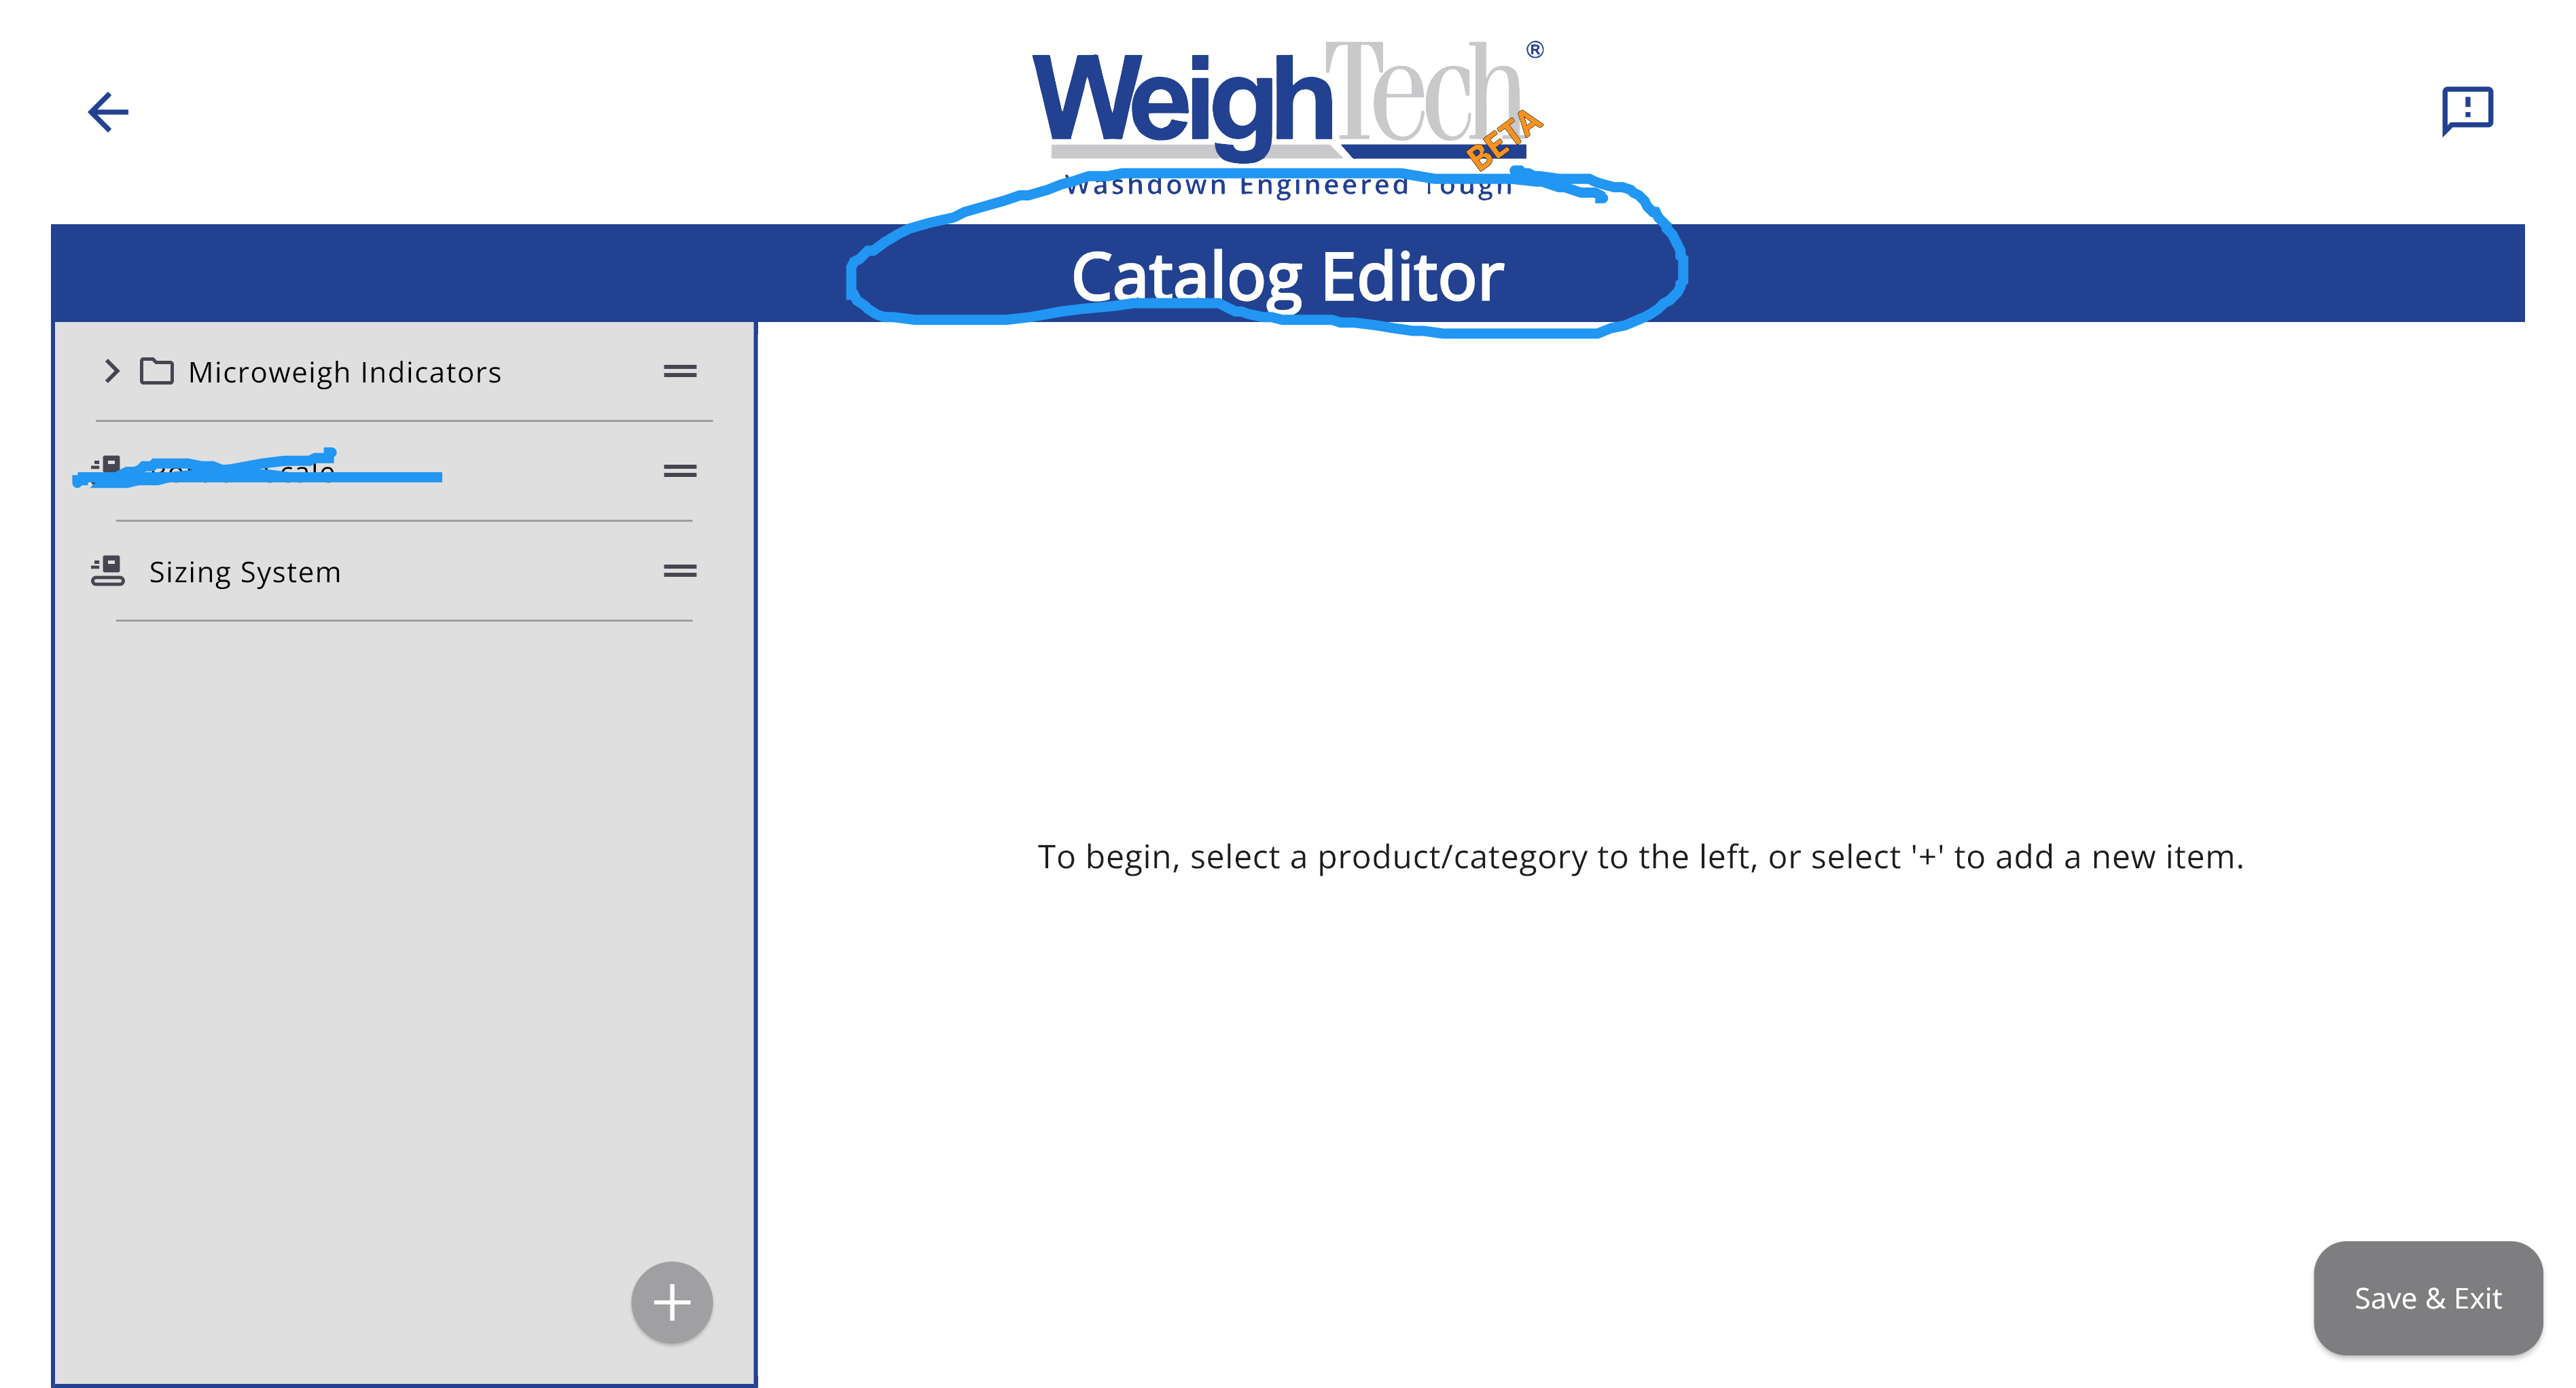 WeighTech®
BETA
Washdown Engineered Tough
Catalog Editor
Microweigh Indicators
Sizing System
To begin, select a product/category to the left, or select '+' to add a new item.
Save & Exit